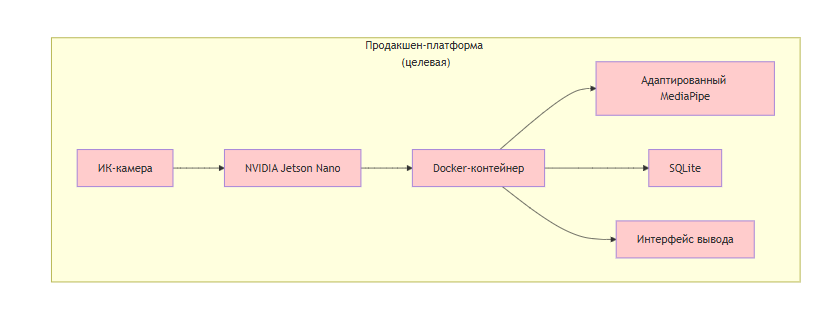 Продакшен-платформа
(целевая)
Адаптированный
MediaPipe
ИК-камера
NVIDIA Jetson Nano
Docker-контейнер
SQLite
Интерфейс вывода